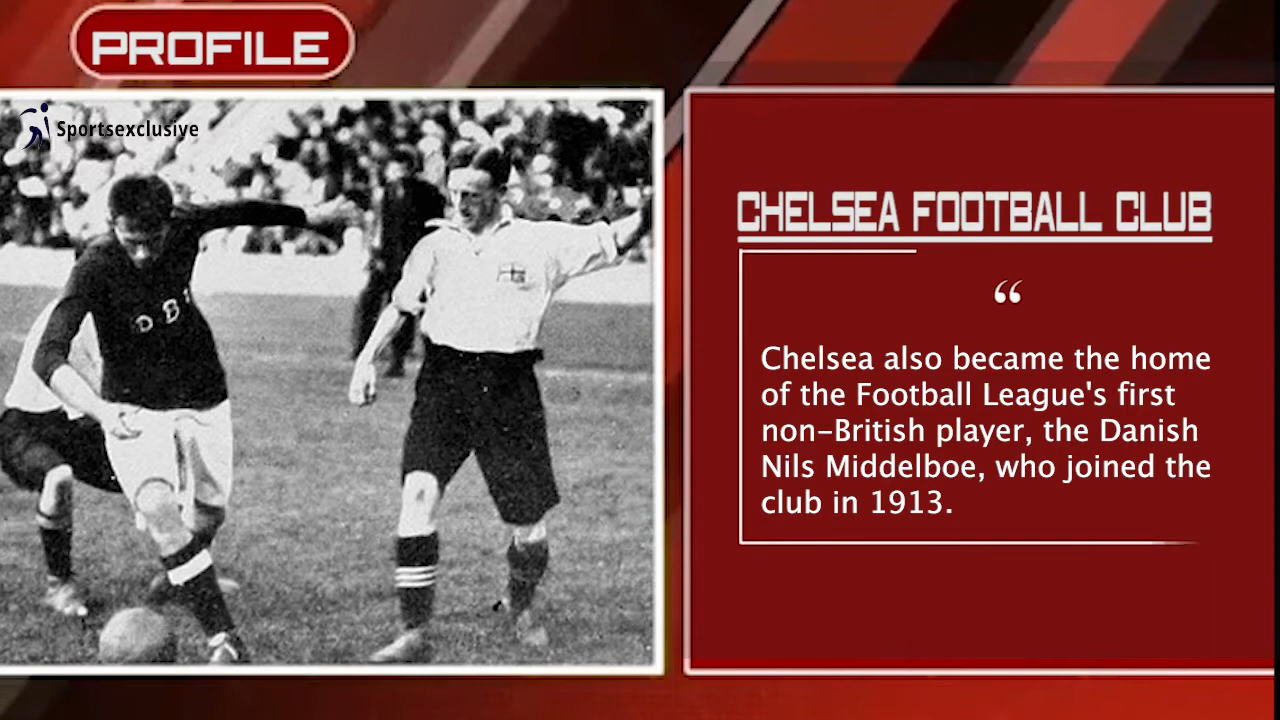 PROFILE
Sportsexclusive
DB
CHELSEA FOOTBALL CLUB
“
Chelsea also became the home
of the Football League's first
non-British player, the Danish
Nils Middelboe, who joined the
club in 1913.